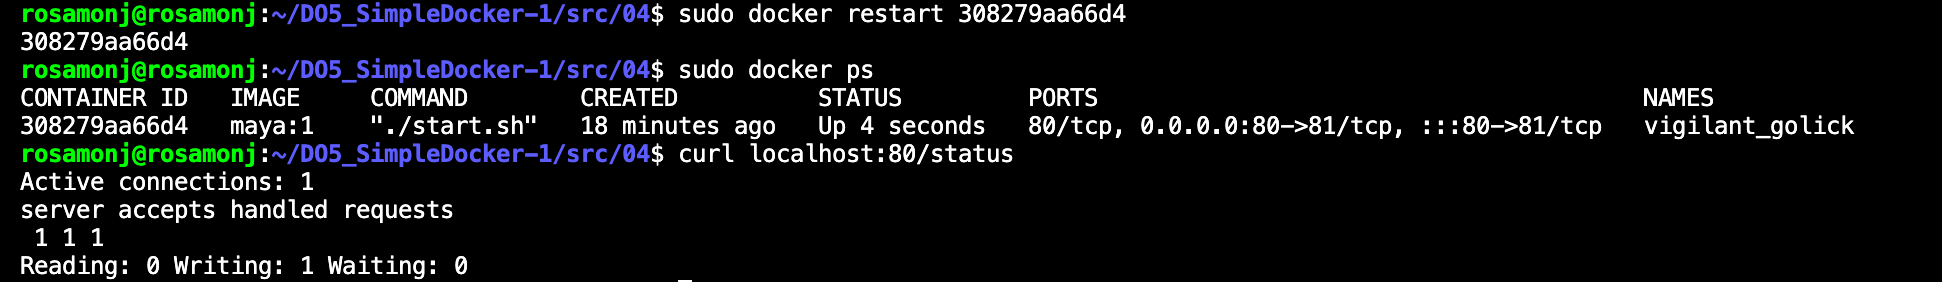 rosamonj@rosamonj:~/DO5_SimpleDocker-1/src/04$ sudo docker restart 308279aa66d4
308279aa66d4
rosamonj@rosamonj:~/DO5_SimpleDocker-1/src/04$ sudo docker ps
CONTAINER ID   IMAGE     COMMAND        CREATED          STATUS         PORTS                                       NAMES
308279aa66d4   maya:1    "./start.sh"   18 minutes ago   Up 4 seconds   80/tcp, 0.0.0.0:80->81/tcp, :::80->81/tcp   vigilant_golick
rosamonj@rosamonj:~/DO5_SimpleDocker-1/src/04$ curl localhost:80/status
Active connections: 1
server accepts handled requests
 1 1 1
Reading: 0 Writing: 1 Waiting: 0